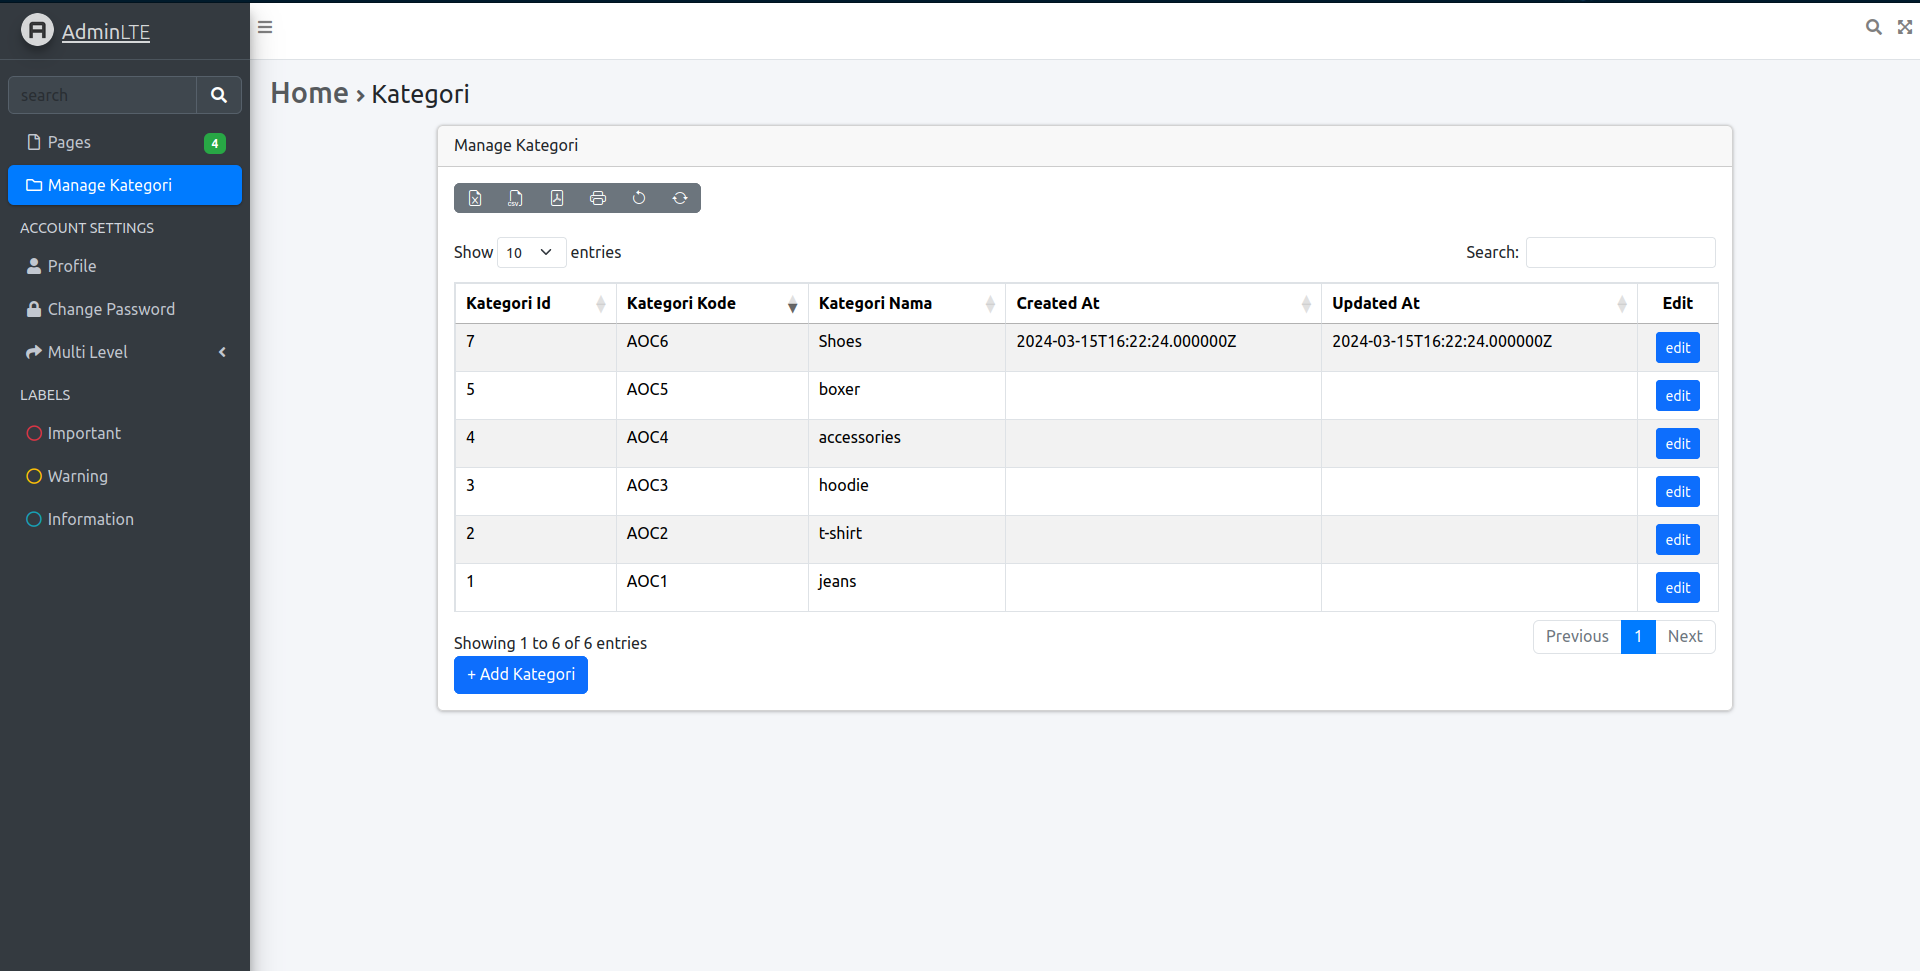 AdminLTE
search
Pages 4
Manage Kategori
ACCOUNT SETTINGS
Profile
Change Password
Multi Level
LABELS
Important
Warning
Information
Home › Kategori
Manage Kategori
Show 10 entries
Search:
Kategori Id Kategori Kode Kategori Nama Created At Updated At Edit
7 AOC6 Shoes 2024-03-15T16:22:24.000000Z 2024-03-15T16:22:24.000000Z edit
5 AOC5 boxer edit
4 AOC4 accessories edit
3 AOC3 hoodie edit
2 AOC2 t-shirt edit
1 AOC1 jeans edit
Showing 1 to 6 of 6 entries
Previous 1 Next
+ Add Kategori